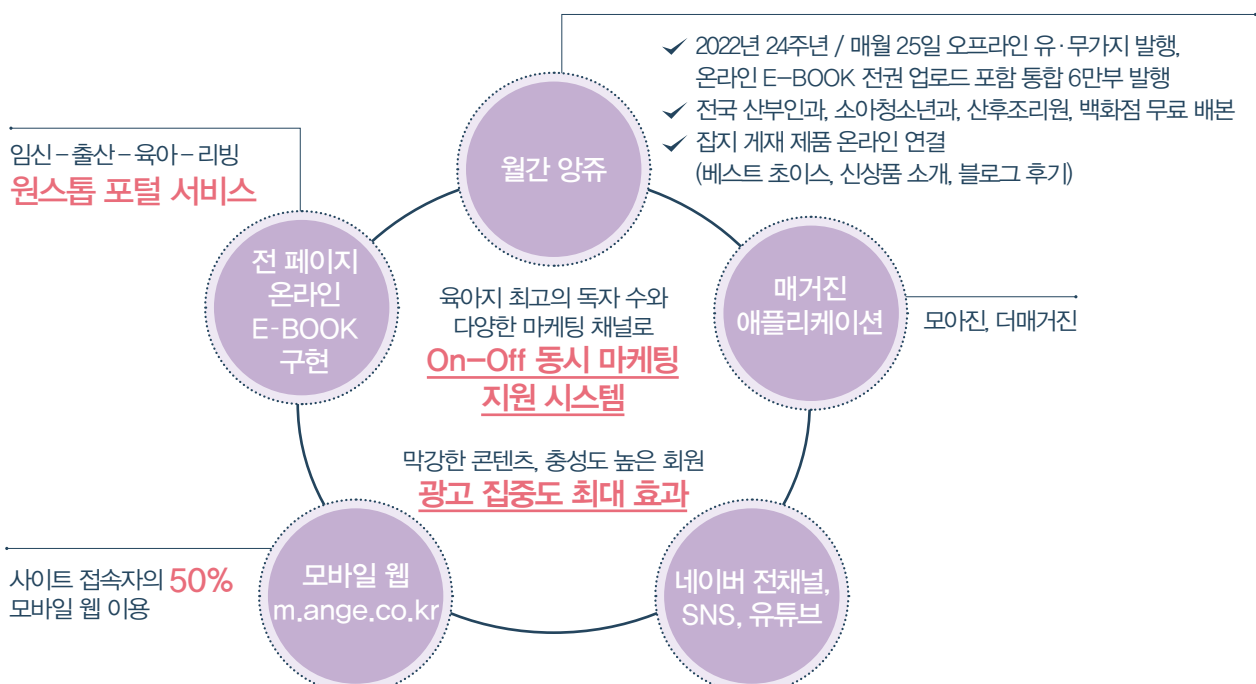 ✓ 2022년 24주년 / 매월 25일 오프라인 유·무가지 발행,
온라인 E-BOOK 전권 업로드 포함 통합 6만부 발행
✓ 전국 산부인과, 소아청소년과, 산후조리원, 백화점 무료 배본
✓ 잡지 게재 제품 온라인 연결
(베스트 초이스, 신상품 소개, 블로그 후기)
월간 앙쥬
임신 – 출산 – 육아 – 리빙
원스톱 포털 서비스
전 페이지
온라인
E-BOOK
구현
육아지 최고의 독자 수와
다양한 마케팅 채널로
On-Off 동시 마케팅
지원 시스템
매거진
애플리케이션
모아진, 더매거진
막강한 콘텐츠, 충성도 높은 회원
광고 집중도 최대 효과
사이트 접속자의 50%
모바일 웹 이용
모바일 웹
m.ange.co.kr
네이버 전채널,
SNS, 유튜브